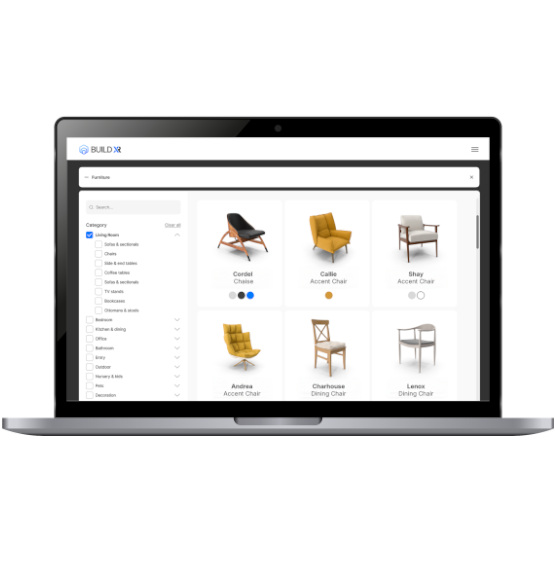 BUILD XR
Furniture
Search...
Category
Clear all
Living Room
Sofas & sectionals
Chairs
Side & end tables
Coffee tables
Sofas & sectionals
TV stands
Bookcases
Ottomans & stools
Bedroom
Kitchen & dining
Office
Bathroom
Entry
Outdoor
Nursery & kids
Pets
Decoration
Cordel
Chaise
Callie
Accent Chair
Shay
Accent Chair
Andrea
Accent Chair
Charhouse
Dining Chair
Lenox
Dining Chair